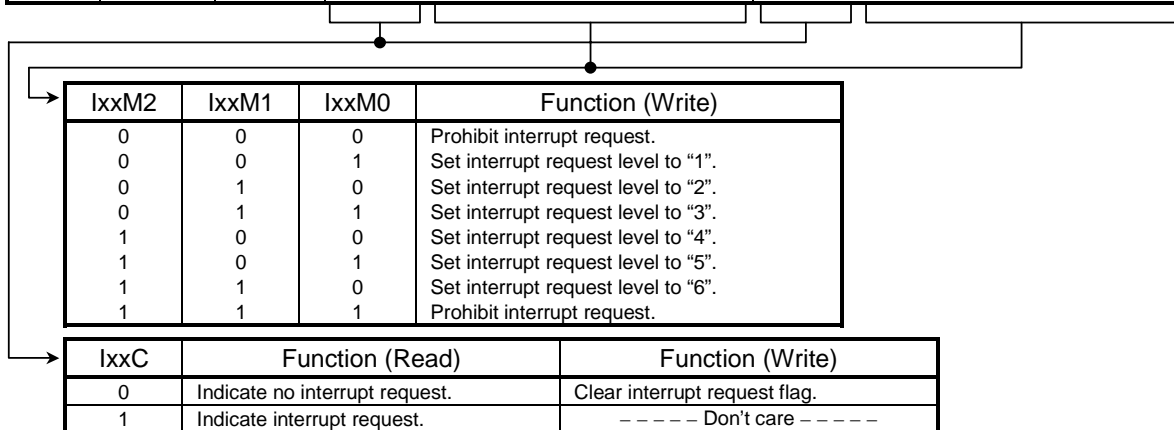 IxxM2 IxxM1 IxxM0 Function (Write)
0 0 0 Prohibit interrupt request.
0 0 1 Set interrupt request level to “1”.
0 1 0 Set interrupt request level to “2”.
0 1 1 Set interrupt request level to “3”.
1 0 0 Set interrupt request level to “4”.
1 0 1 Set interrupt request level to “5”.
1 1 0 Set interrupt request level to “6”.
1 1 1 Prohibit interrupt request.
IxxC Function (Read) Function (Write)
0 Indicate no interrupt request. Clear interrupt request flag.
1 Indicate interrupt request. – – – – – Don’t care – – – – –